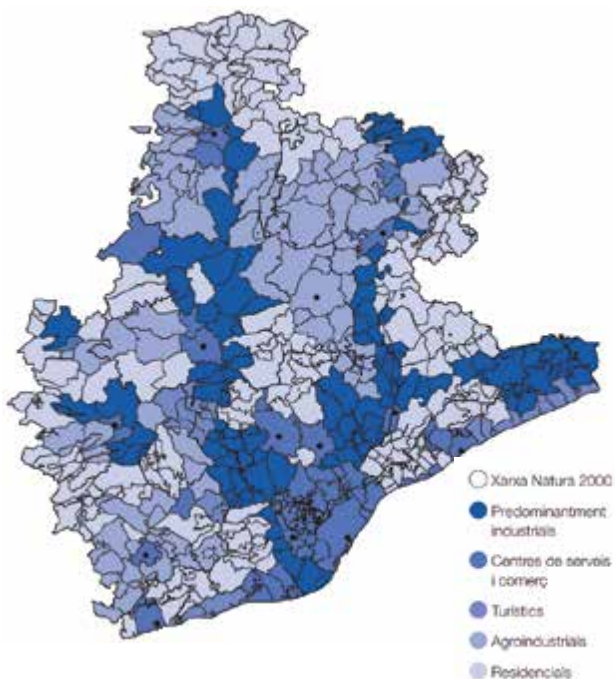 Xarxa Natura 2000
Predominantment
industrials
Centres de serveis
i comerç
Turístics
Agroindustrials
Residencials